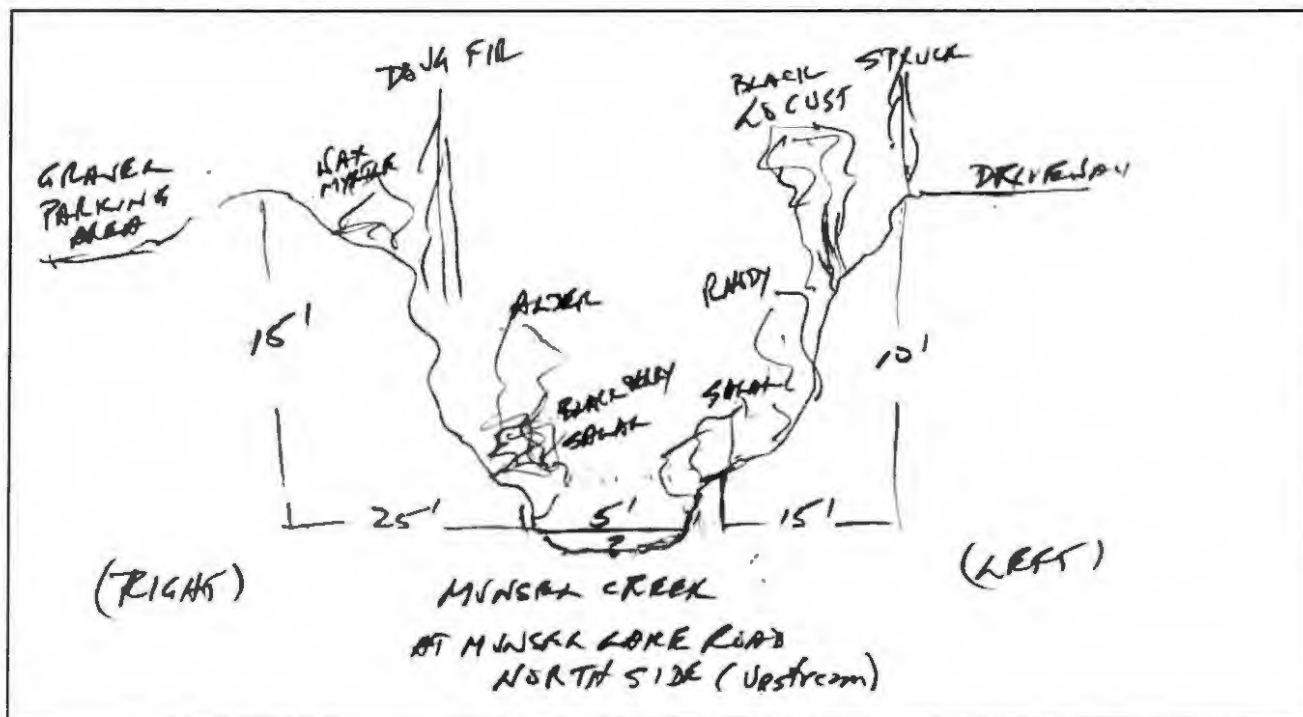 DOUG FIR
BLACK
LOCUST
SPRUCE
WAX
MYRTLE
GRAVEL
PARKING
AREA
DRIVEWAY
ALDER
RHODY
15'
10'
BLACKBERRY
SALAL
SALAL
25'
5'
15'
?
(RIGHT)
(LEFT)
MUNSEL CREEK
AT MUNSEL LAKE ROAD
NORTH SIDE (Upstream)